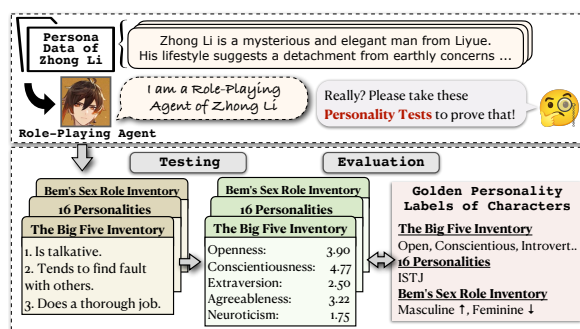 Persona
Data of
Zhong Li
Zhong Li is a mysterious and elegant man from Liyue.
His lifestyle suggests a detachment from earthly concerns ...
I am a Role-Playing
Agent of Zhong Li
Really? Please take these
Personality Tests to prove that!
Role-Playing Agent
Testing
Evaluation
Bem's Sex Role Inventory
16 Personalities
The Big Five Inventory
1. Is talkative.
2. Tends to find fault
with others.
3. Does a thorough job.
Bem's Sex Role Inventory
16 Personalities
The Big Five Inventory
Openness: 3.90
Conscientiousness: 4.77
Extraversion: 2.50
Agreeableness: 3.22
Neuroticism: 1.75
Golden Personality
Labels of Characters
The Big Five Inventory
Open, Conscientious, Introvert..
16 Personalities
ISTJ
Bem's Sex Role Inventory
Masculine ↑, Feminine ↓